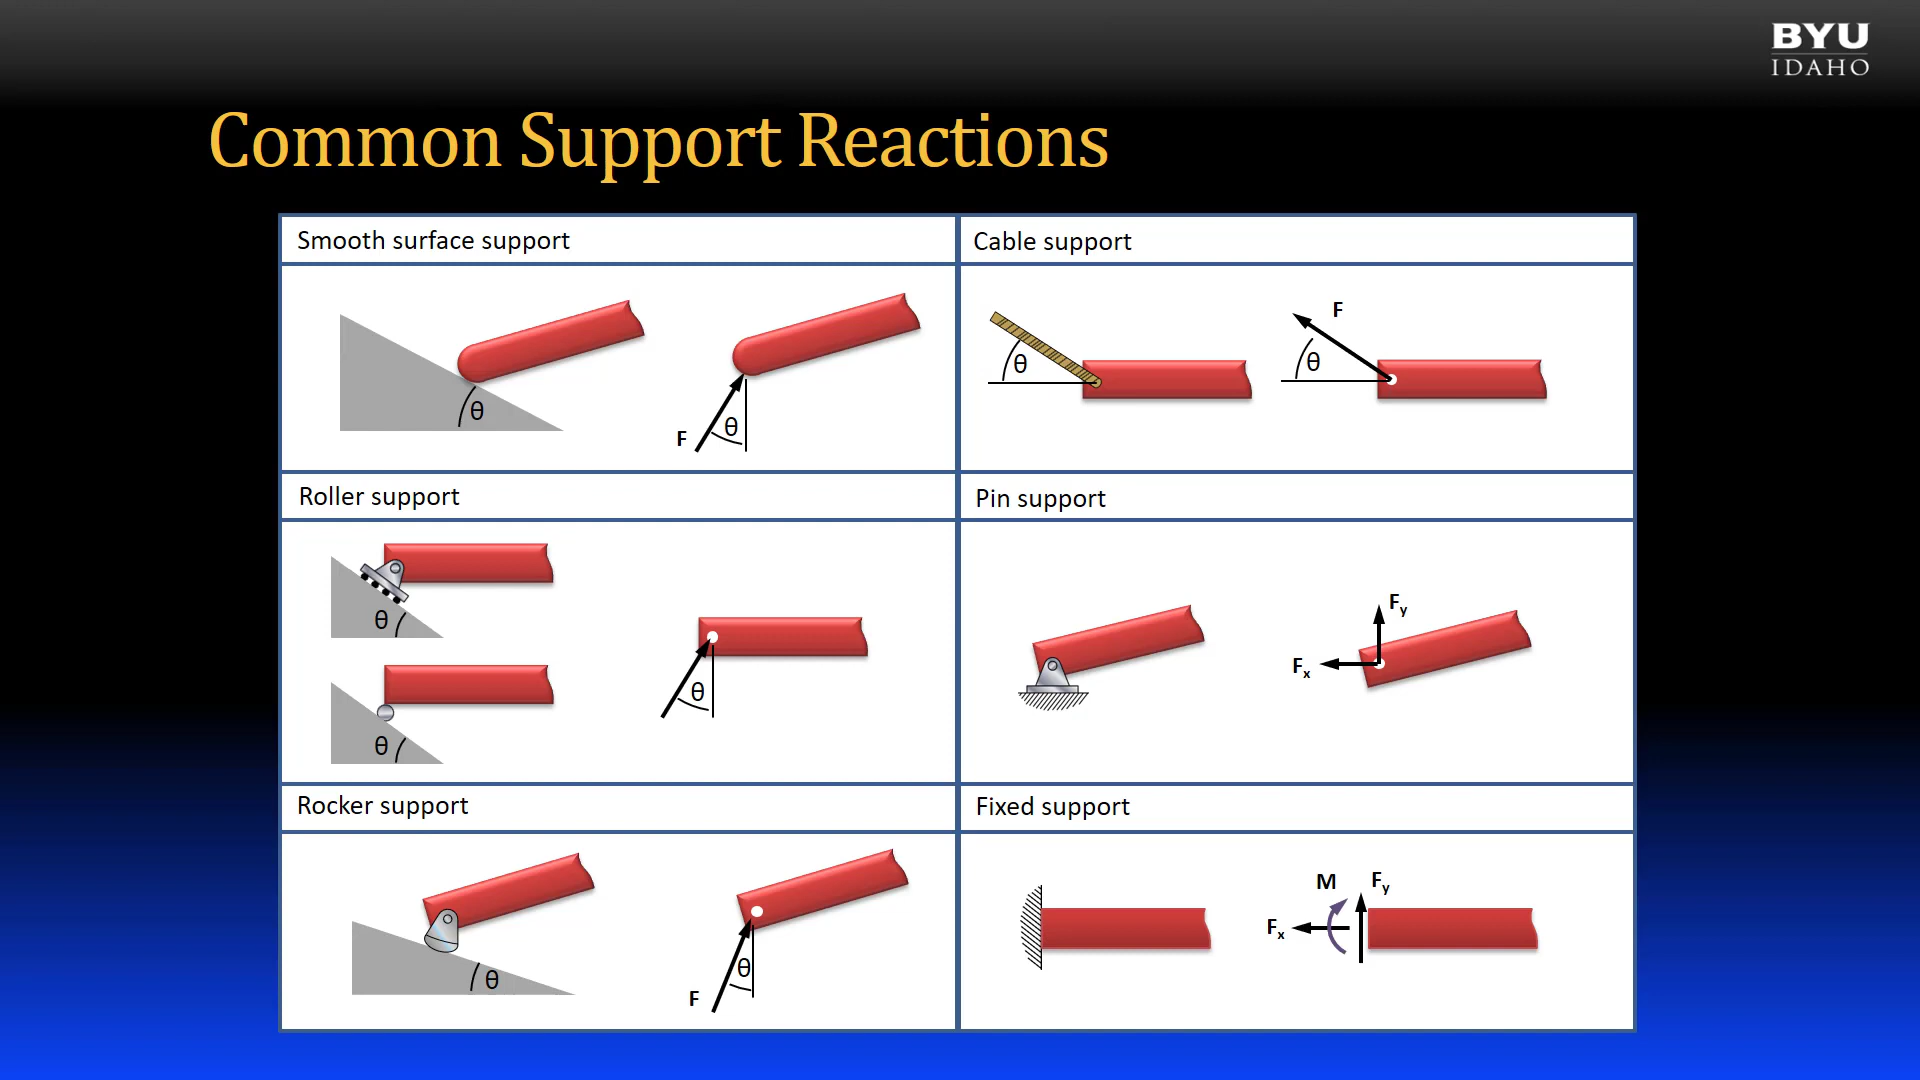 BYU
IDAHO
Common Support Reactions
Smooth surface support
Cable support
θ
F
θ
θ
F
θ
Roller support
Pin support
θ
θ
θ
Fy
Fx
Rocker support
Fixed support
θ
F
θ
M
Fy
Fx